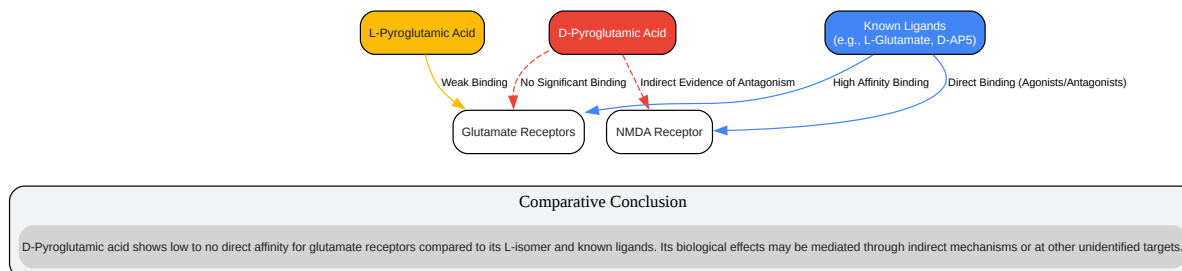 L-Pyroglutamic Acid
D-Pyroglutamic Acid
Known Ligands
(e.g., L-Glutamate, D-AP5)
Weak Binding
No Significant Binding
Indirect Evidence of Antagonism
High Affinity Binding
Direct Binding (Agonists/Antagonists)
Glutamate Receptors
NMDA Receptor
Comparative Conclusion
D-Pyroglutamic acid shows low to no direct affinity for glutamate receptors compared to its L-isomer and known ligands. Its biological effects may be mediated through indirect mechanisms or at other unidentified targets.